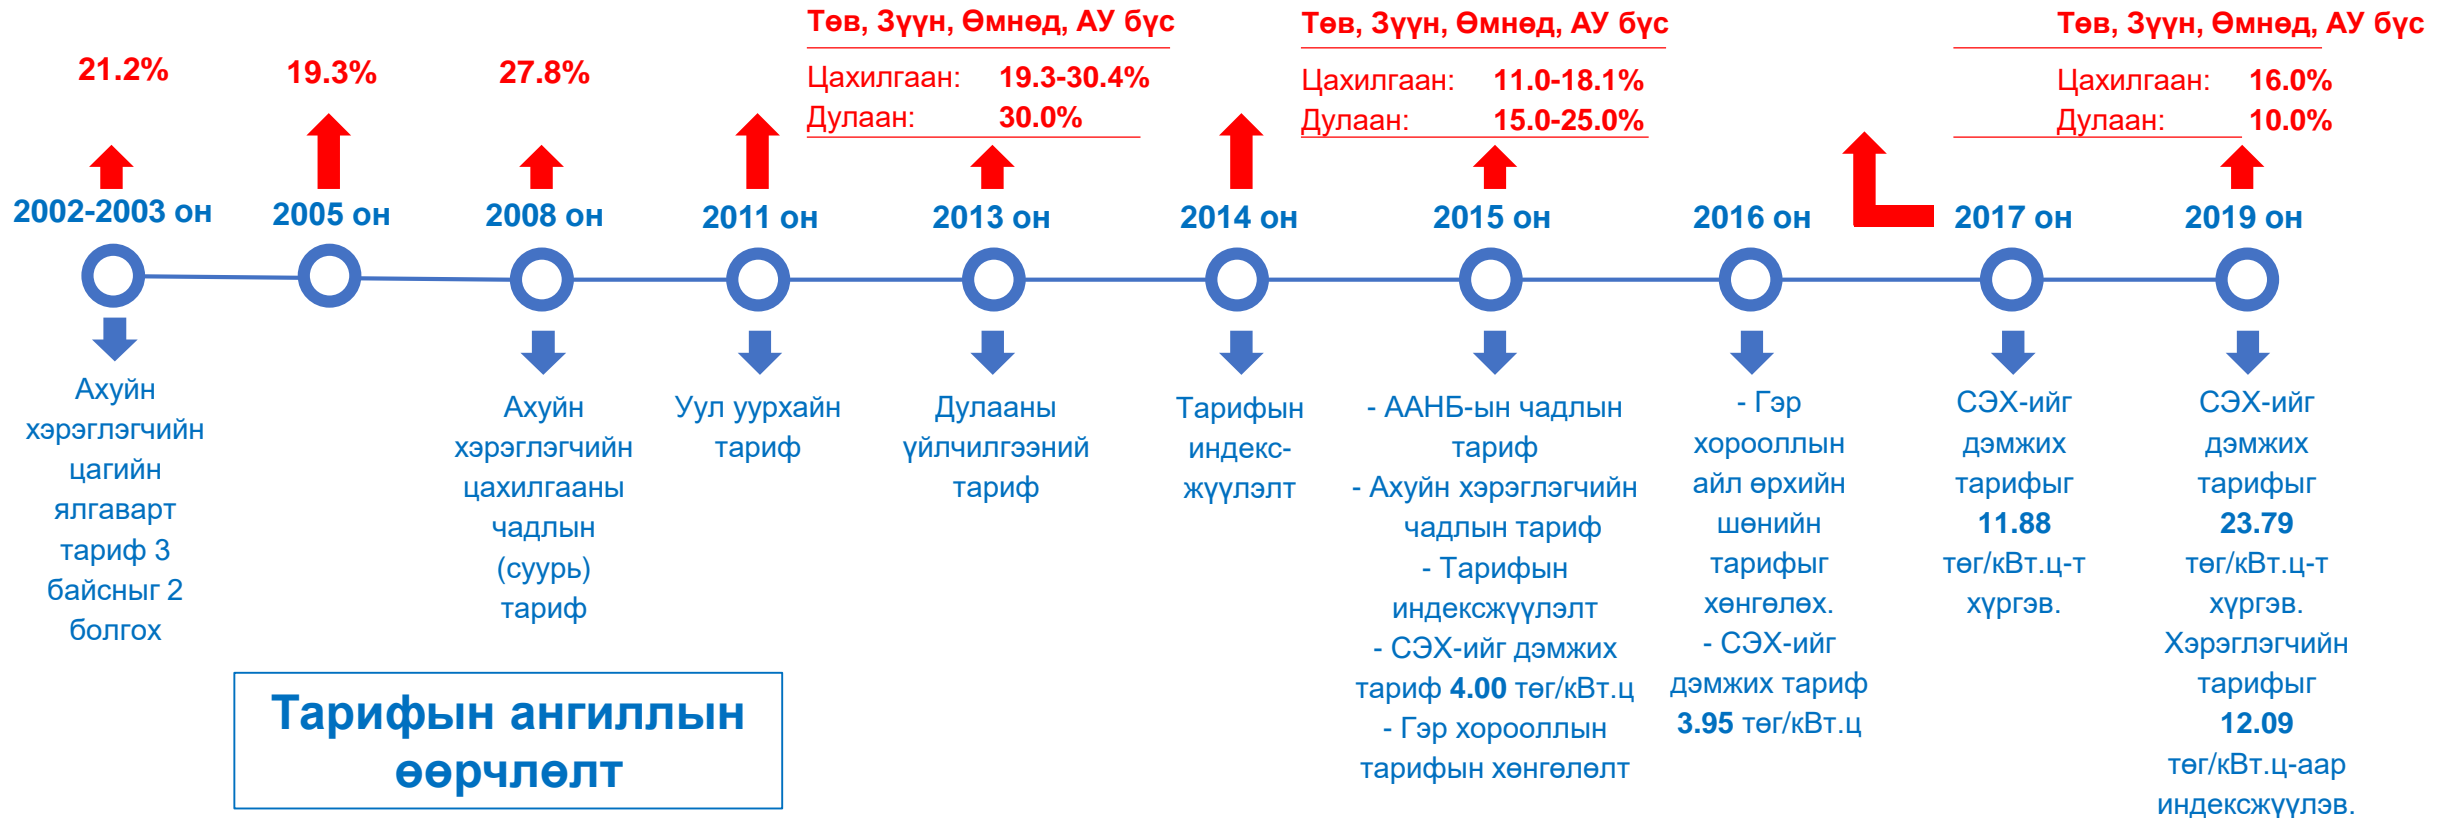 21.2%
19.3%
27.8%
Төв, Зүүн, Өмнөд, АУ бүс
Цахилгаан: 19.3-30.4%
Дулаан: 30.0%
Төв, Зүүн, Өмнөд, АУ бүс
Цахилгаан: 11.0-18.1%
Дулаан: 15.0-25.0%
Төв, Зүүн, Өмнөд, АУ бүс
Цахилгаан: 16.0%
Дулаан: 10.0%
2002-2003 он
2005 он
2008 он
2011 он
2013 он
2014 он
2015 он
2016 он
2017 он
2019 он
Ахуйн
хэрэглэгчийн
цагийн
ялгаварт
тариф 3
байсныг 2
болгох
Ахуйн
хэрэглэгчийн
цахилгааны
чадлын
(суурь)
тариф
Уул уурхайн
тариф
Дулааны
үйлчилгээний
тариф
Тарифын
индекс-
жүүлэлт
- ААНБ-ын чадлын
тариф
- Ахуйн хэрэглэгчийн
чадлын тариф
- Тарифын
индексжүүлэлт
- СЭХ-ийг дэмжих
тариф 4.00 төг/кВт.ц
- Гэр хорооллын
тарифын хөнгөлөлт
- Гэр
хорооллын
айл өрхийн
шөнийн
тарифыг
хөнгөлөх.
- СЭХ-ийг
дэмжих тариф
3.95 төг/кВт.ц
СЭХ-ийг
дэмжих
тарифыг
11.88
төг/кВт.ц-т
хүргэв.
СЭХ-ийг
дэмжих
тарифыг
23.79
төг/кВт.ц-т
хүргэв.
Хэрэглэгчийн
тарифыг
12.09
төг/кВт.ц-аар
индексжүүлэв.
Тарифын ангиллын
өөрчлөлт